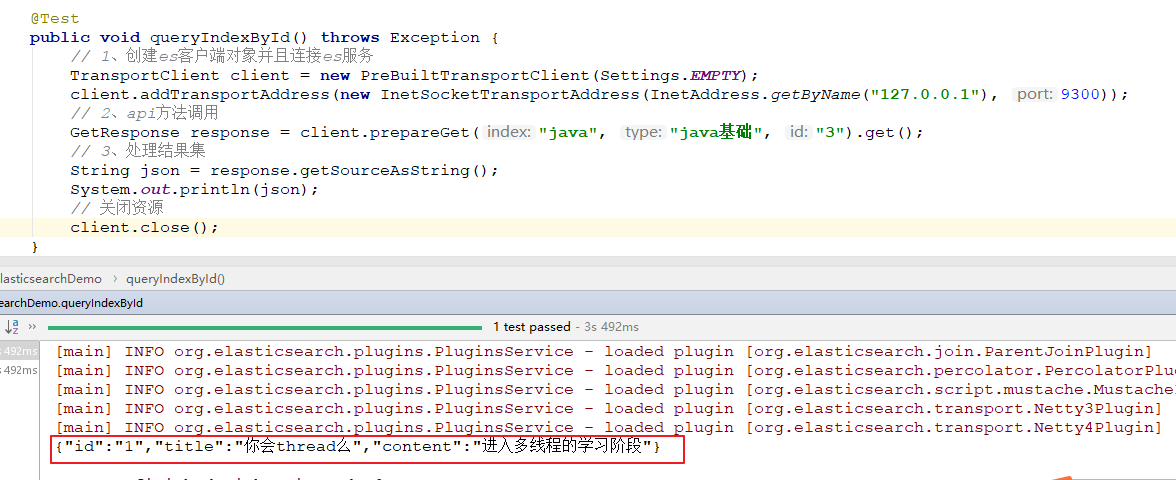 @Test
public void queryIndexById() throws Exception {
// 1、创建es客户端对象并且连接es服务
TransportClient client = new PreBuiltTransportClient(Settings.EMPTY);
client.addTransportAddress(new InetSocketTransportAddress(InetAddress.getByName("127.0.0.1"), port: 9300));
// 2、api方法调用
GetResponse response = client.prepareGet( index: "java", type: "java基础", id: "3").get();
// 3、处理结果集
String json = response.getSourceAsString();
System.out.println(json);
// 关闭资源
client.close();
}
lasticsearchDemo › queryIndexById()
earchDemo.queryIndexById
1 test passed - 3s 492ms
s 492ms [main] INFO org.elasticsearch.plugins.PluginsService - loaded plugin [org.elasticsearch.join.ParentJoinPlugin]
s 492ms [main] INFO org.elasticsearch.plugins.PluginsService - loaded plugin [org.elasticsearch.percolator.PercolatorPlu
[main] INFO org.elasticsearch.plugins.PluginsService - loaded plugin [org.elasticsearch.script.mustache.Mustache
[main] INFO org.elasticsearch.plugins.PluginsService - loaded plugin [org.elasticsearch.transport.Netty3Plugin]
[main] INFO org.elasticsearch.plugins.PluginsService - loaded plugin [org.elasticsearch.transport.Netty4Plugin]
{"id":"1","title":"你会thread么","content":"进入多线程的学习阶段"}